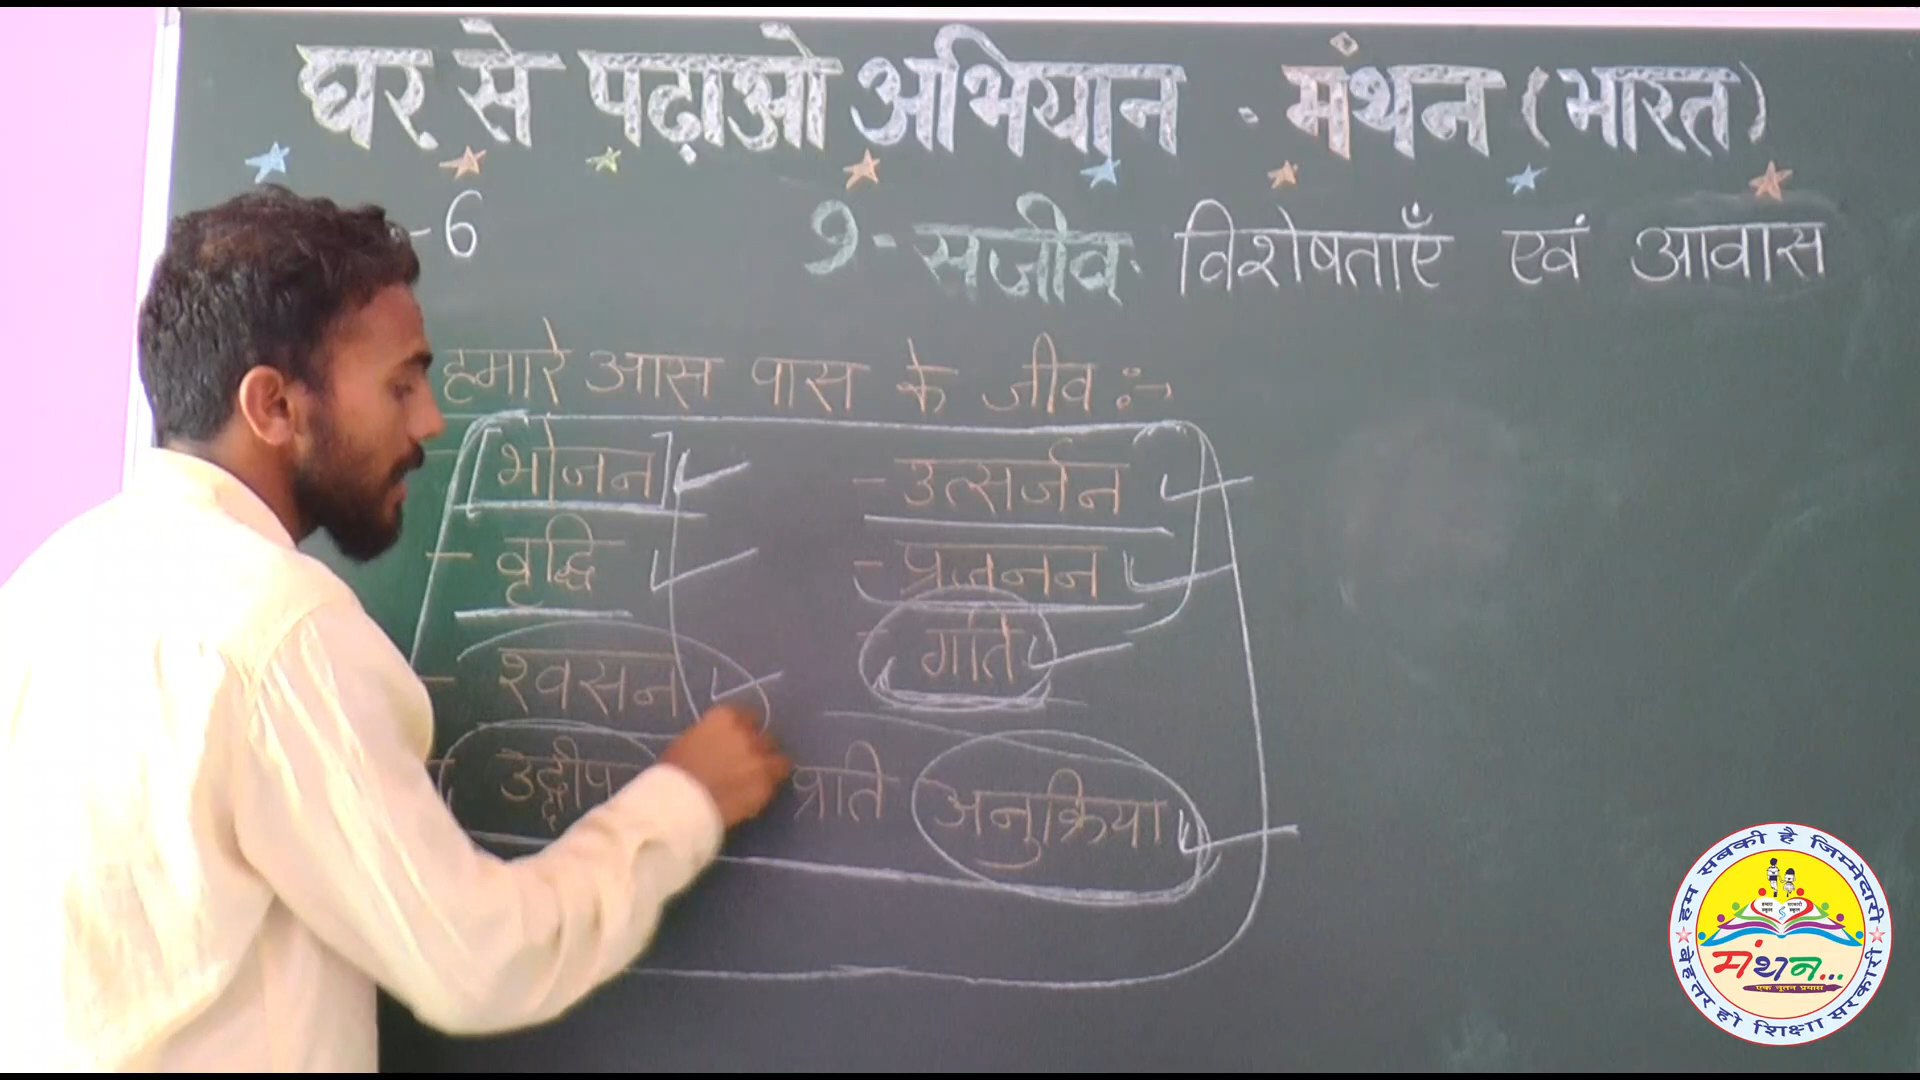 घर से पढ़ाओ अभियान - मंथन (भारत)
-6
9 - सजीव - विशेषताएँ एवं आवास
हमारे आस पास के जीव :-
- भोजन
- उत्सर्जन
- वृद्धि
- प्रजनन
- श्वसन
- गति
प्रति अनुक्रिया
हम सबकी है जिम्मेदारी
मंथन...
एक नूतन प्रयास
बेहतर हो शिक्षा सरकारी